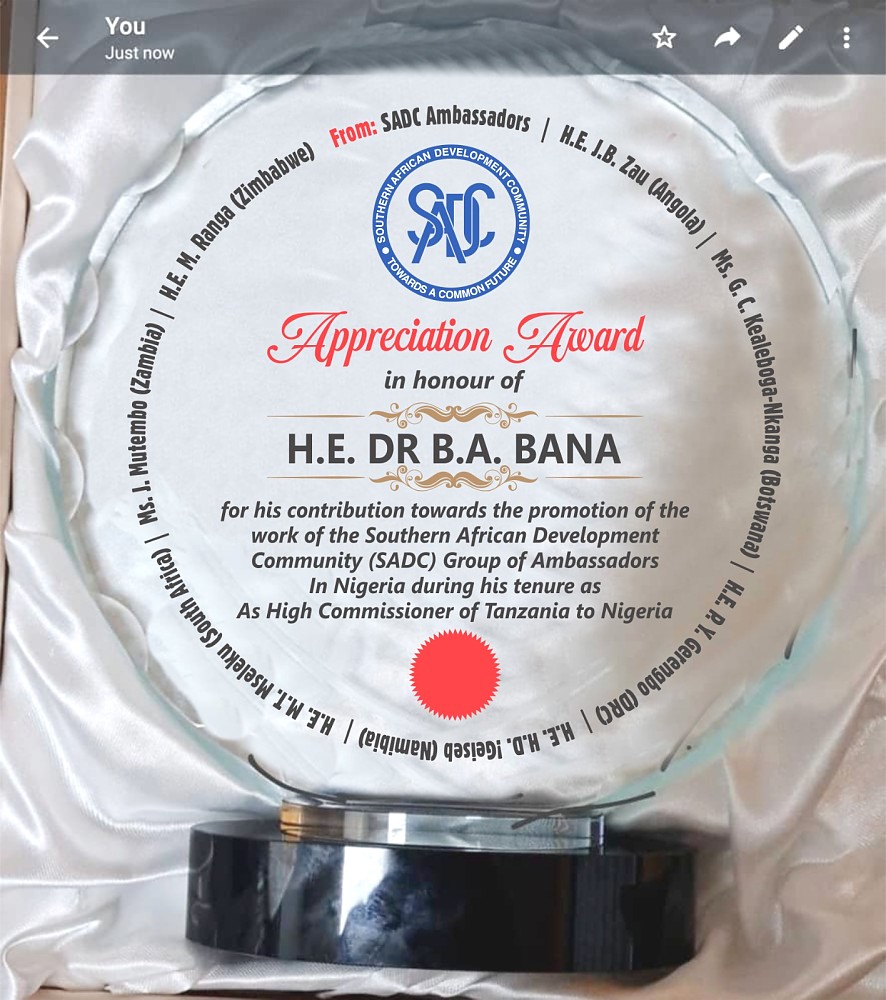 You
Just now
From: SADC Ambassadors | H.E. J.B. Zau (Angola) | Ms. G. C. Kealeboga-Nkanga (Botswana) | H.E. P. Y. Gerengbo (DRC) | H.E. H.D. !Geiseb (Namibia) | H.E. M.T. Mseleku (South Africa) | Ms. J. Mutembo (Zambia) | H.E. M. Ranga (Zimbabwe)
SOUTHERN AFRICAN DEVELOPMENT COMMUNITY
SADC
TOWARDS A COMMON FUTURE
Appreciation Award
in honour of
H.E. DR B.A. BANA
for his contribution towards the promotion of the
work of the Southern African Development
Community (SADC) Group of Ambassadors
In Nigeria during his tenure as
As High Commissioner of Tanzania to Nigeria